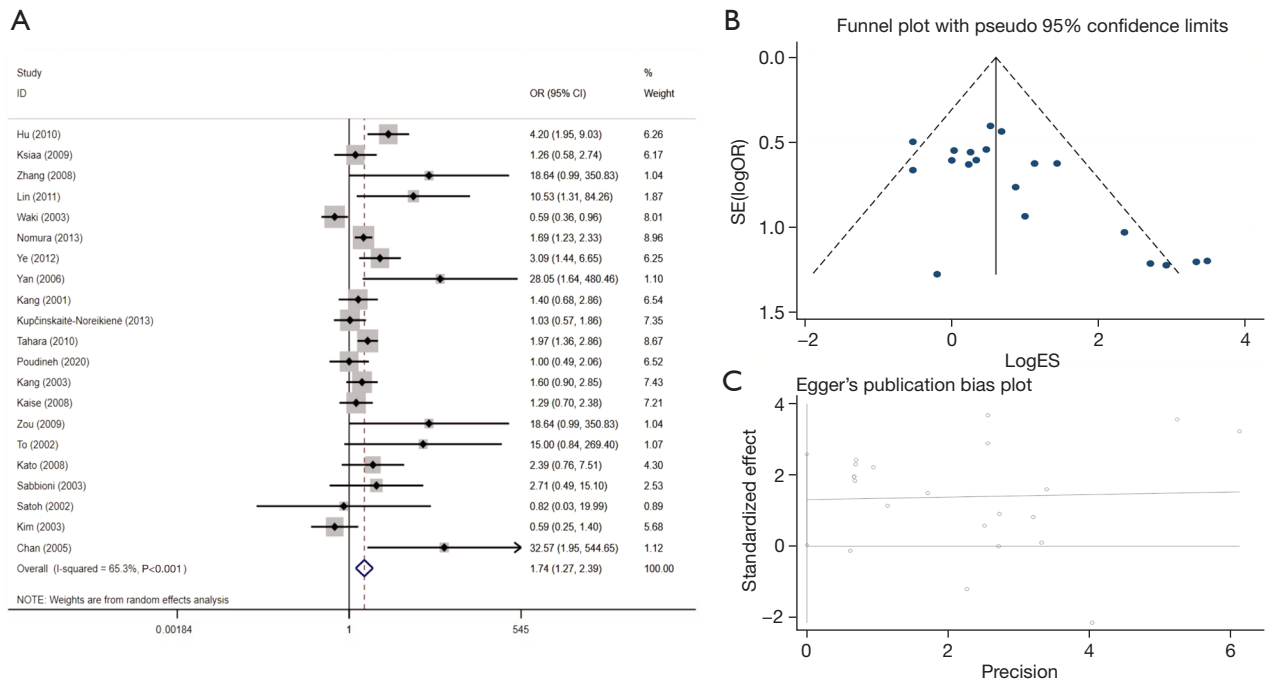 A
Study
%
ID
OR (95% CI)
Weight
Hu (2010)
4.20 (1.95, 9.03)
6.26
Ksiaa (2009)
1.26 (0.58, 2.74)
6.17
Zhang (2008)
18.64 (0.99, 350.83)
1.04
Lin (2011)
10.53 (1.31, 84.26)
1.87
Waki (2003)
0.59 (0.36, 0.96)
8.01
Nomura (2013)
1.69 (1.23, 2.33)
8.96
Ye (2012)
3.09 (1.44, 6.65)
6.25
Yan (2006)
28.05 (1.64, 480.46)
1.10
Kang (2001)
1.40 (0.68, 2.86)
6.54
Kupčinskaitė-Noreikienė (2013)
1.03 (0.57, 1.86)
7.35
Tahara (2010)
1.97 (1.36, 2.86)
8.67
Poudineh (2020)
1.00 (0.49, 2.06)
6.52
Kang (2003)
1.60 (0.90, 2.85)
7.43
Kaise (2008)
1.29 (0.70, 2.38)
7.21
Zou (2009)
18.64 (0.99, 350.83)
1.04
To (2002)
15.00 (0.84, 269.40)
1.07
Kato (2008)
2.39 (0.76, 7.51)
4.30
Sabbioni (2003)
2.71 (0.49, 15.10)
2.53
Satoh (2002)
0.82 (0.03, 19.99)
0.89
Kim (2003)
0.59 (0.25, 1.40)
5.68
Chan (2005)
32.57 (1.95, 544.65)
1.12
Overall (I-squared = 65.3%, P<0.001)
1.74 (1.27, 2.39)
100.00
NOTE: Weights are from random effects analysis
0.00184
1
545
B
Funnel plot with pseudo 95% confidence limits
SE(logOR)
0.0
0.5
1.0
1.5
−2
0
2
4
LogES
C
Egger's publication bias plot
Standardized effect
4
2
0
−2
0
2
4
6
Precision